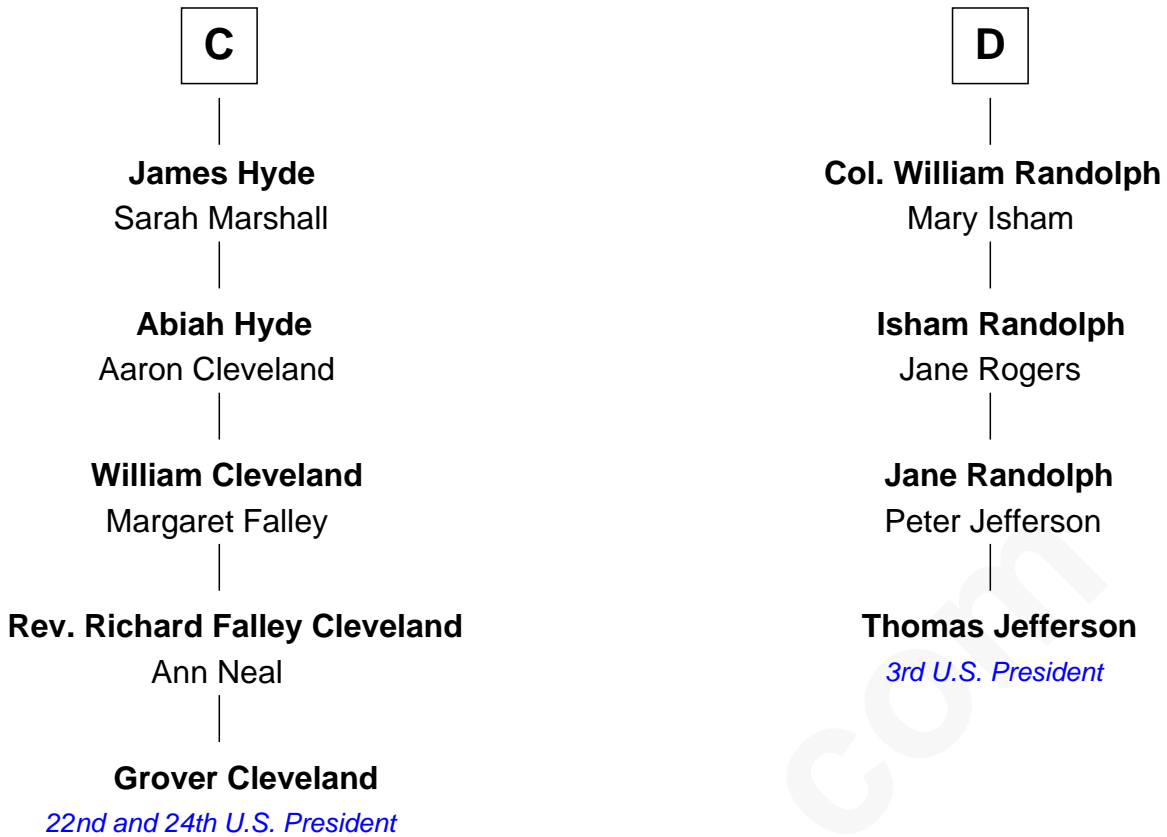 C
James Hyde
Sarah Marshall
Abiah Hyde
Aaron Cleveland
William Cleveland
Margaret Falley
Rev. Richard Falley Cleveland
Ann Neal
Grover Cleveland
22nd and 24th U.S. President
D
Col. William Randolph
Mary Isham
Isham Randolph
Jane Rogers
Jane Randolph
Peter Jefferson
Thomas Jefferson
3rd U.S. President
com